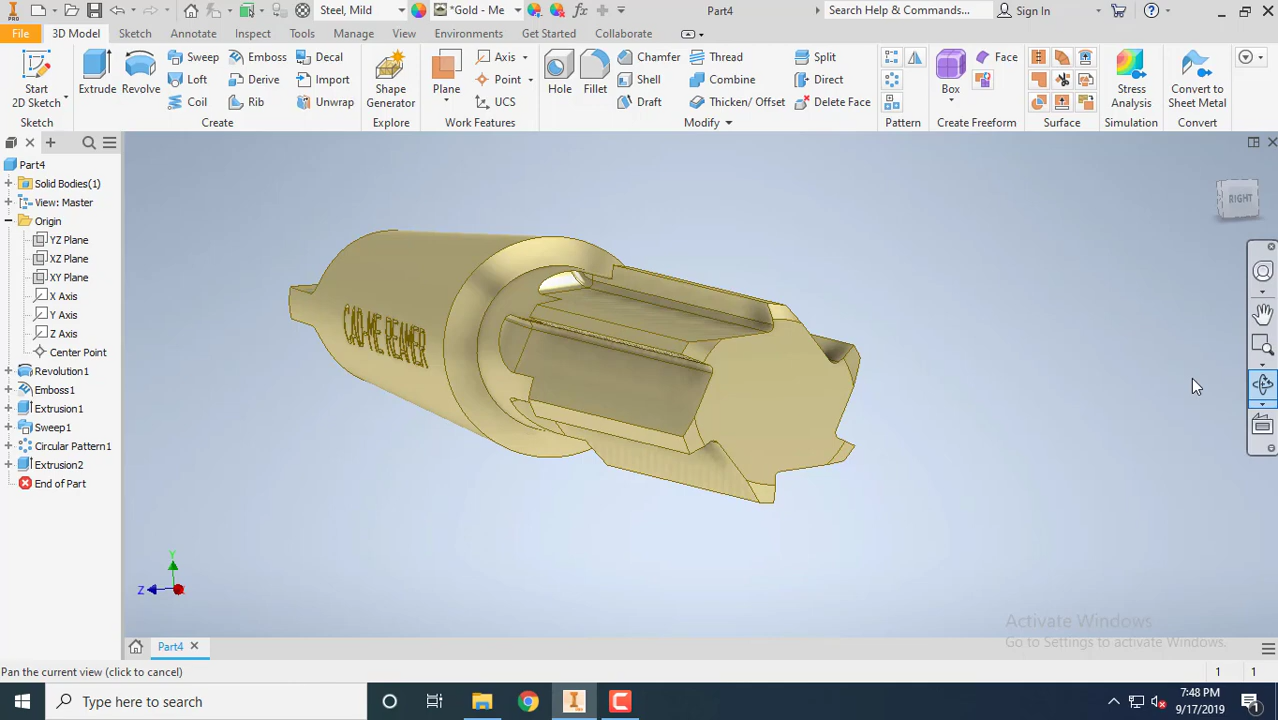 PRO
Steel, Mild
*Gold - Me
Part4
Search Help & Commands...
Sign In
File
3D Model
Sketch
Annotate
Inspect
Tools
Manage
View
Environments
Get Started
Collaborate
Start
2D Sketch
Extrude
Revolve
Sweep
Emboss
Decal
Loft
Derive
Import
Coil
Rib
Unwrap
Shape
Generator
Plane
Axis
Point
UCS
Hole
Fillet
Chamfer
Thread
Split
Shell
Combine
Direct
Draft
Thicken/ Offset
Delete Face
Box
Face
Stress
Analysis
Convert to
Sheet Metal
Sketch
Create
Explore
Work Features
Modify
Pattern
Create Freeform
Surface
Simulation
Convert
Part4
Solid Bodies(1)
View: Master
Origin
YZ Plane
XZ Plane
XY Plane
X Axis
Y Axis
Z Axis
Center Point
Revolution1
Emboss1
Extrusion1
Sweep1
Circular Pattern1
Extrusion2
End of Part
CAD-ME REAMER
RIGHT
Y
Z
Activate Windows
Go to Settings to activate Windows.
Part4
Pan the current view (click to cancel)
1
1
Type here to search
7:48 PM
9/17/2019
1